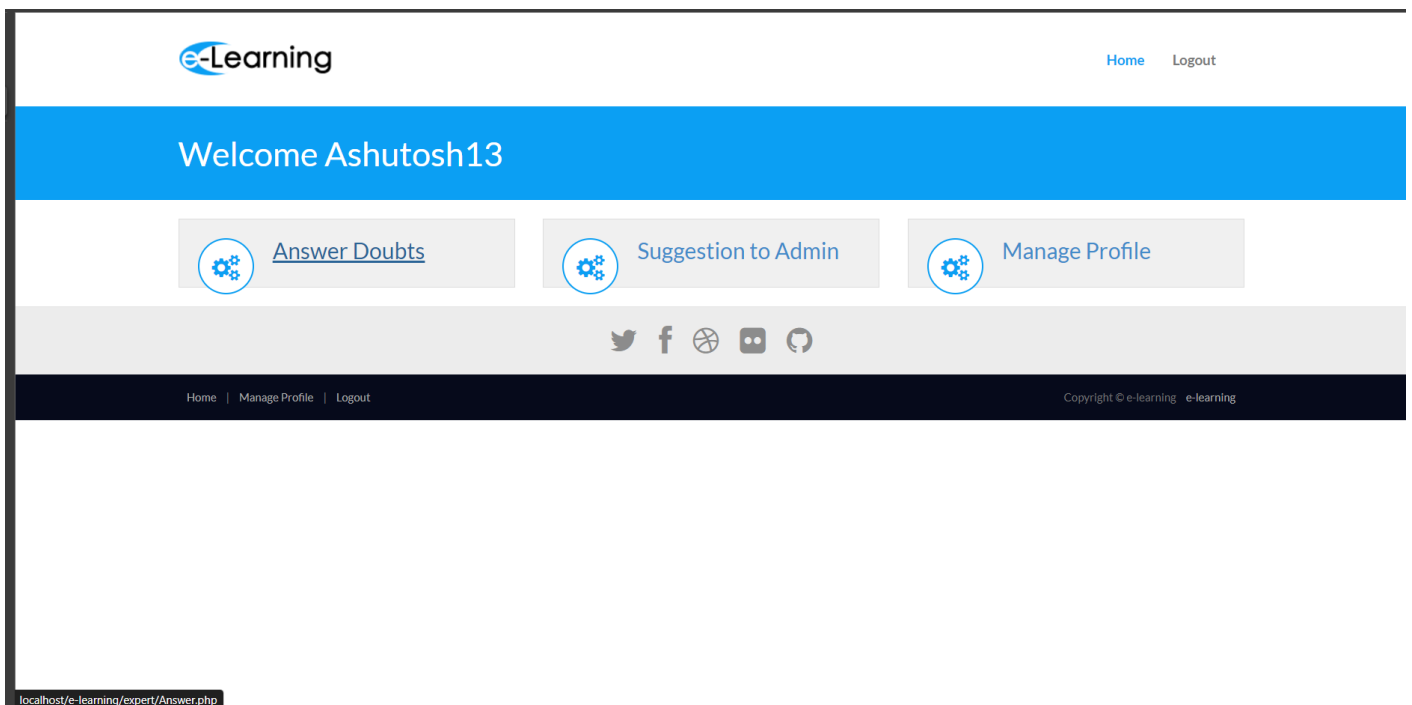 e-Learning
Home Logout
Welcome Ashutosh13
Answer Doubts
Suggestion to Admin
Manage Profile
Home | Manage Profile | Logout
Copyright © e-learning e-learning
localhost/e-learning/expert/Answer.php